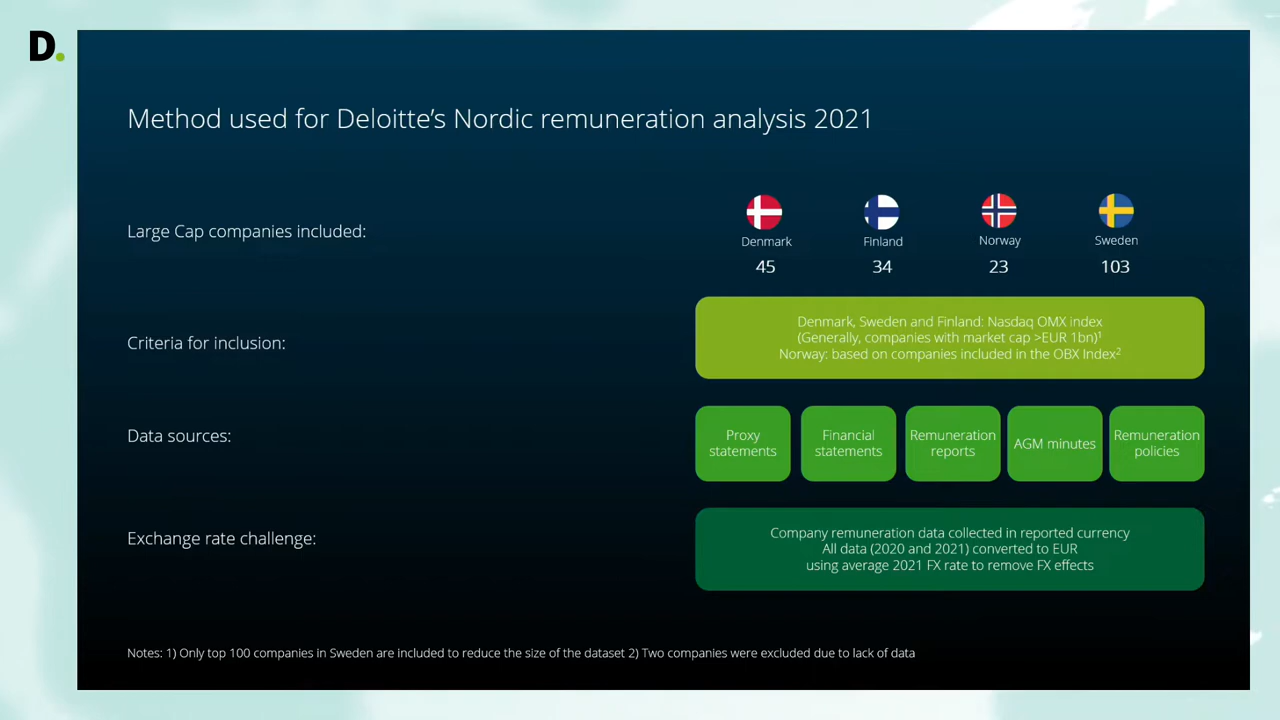 D.
Method used for Deloitte’s Nordic remuneration analysis 2021
Large Cap companies included:
Denmark
Finland
Norway
Sweden
45
34
23
103
Criteria for inclusion:
Denmark, Sweden and Finland: Nasdaq OMX index
(Generally, companies with market cap >EUR 1bn)¹
Norway: based on companies included in the OBX Index²
Data sources:
Proxy
statements
Financial
statements
Remuneration
reports
AGM minutes
Remuneration
policies
Exchange rate challenge:
Company remuneration data collected in reported currency
All data (2020 and 2021) converted to EUR
using average 2021 FX rate to remove FX effects
Notes: 1) Only top 100 companies in Sweden are included to reduce the size of the dataset 2) Two companies were excluded due to lack of data